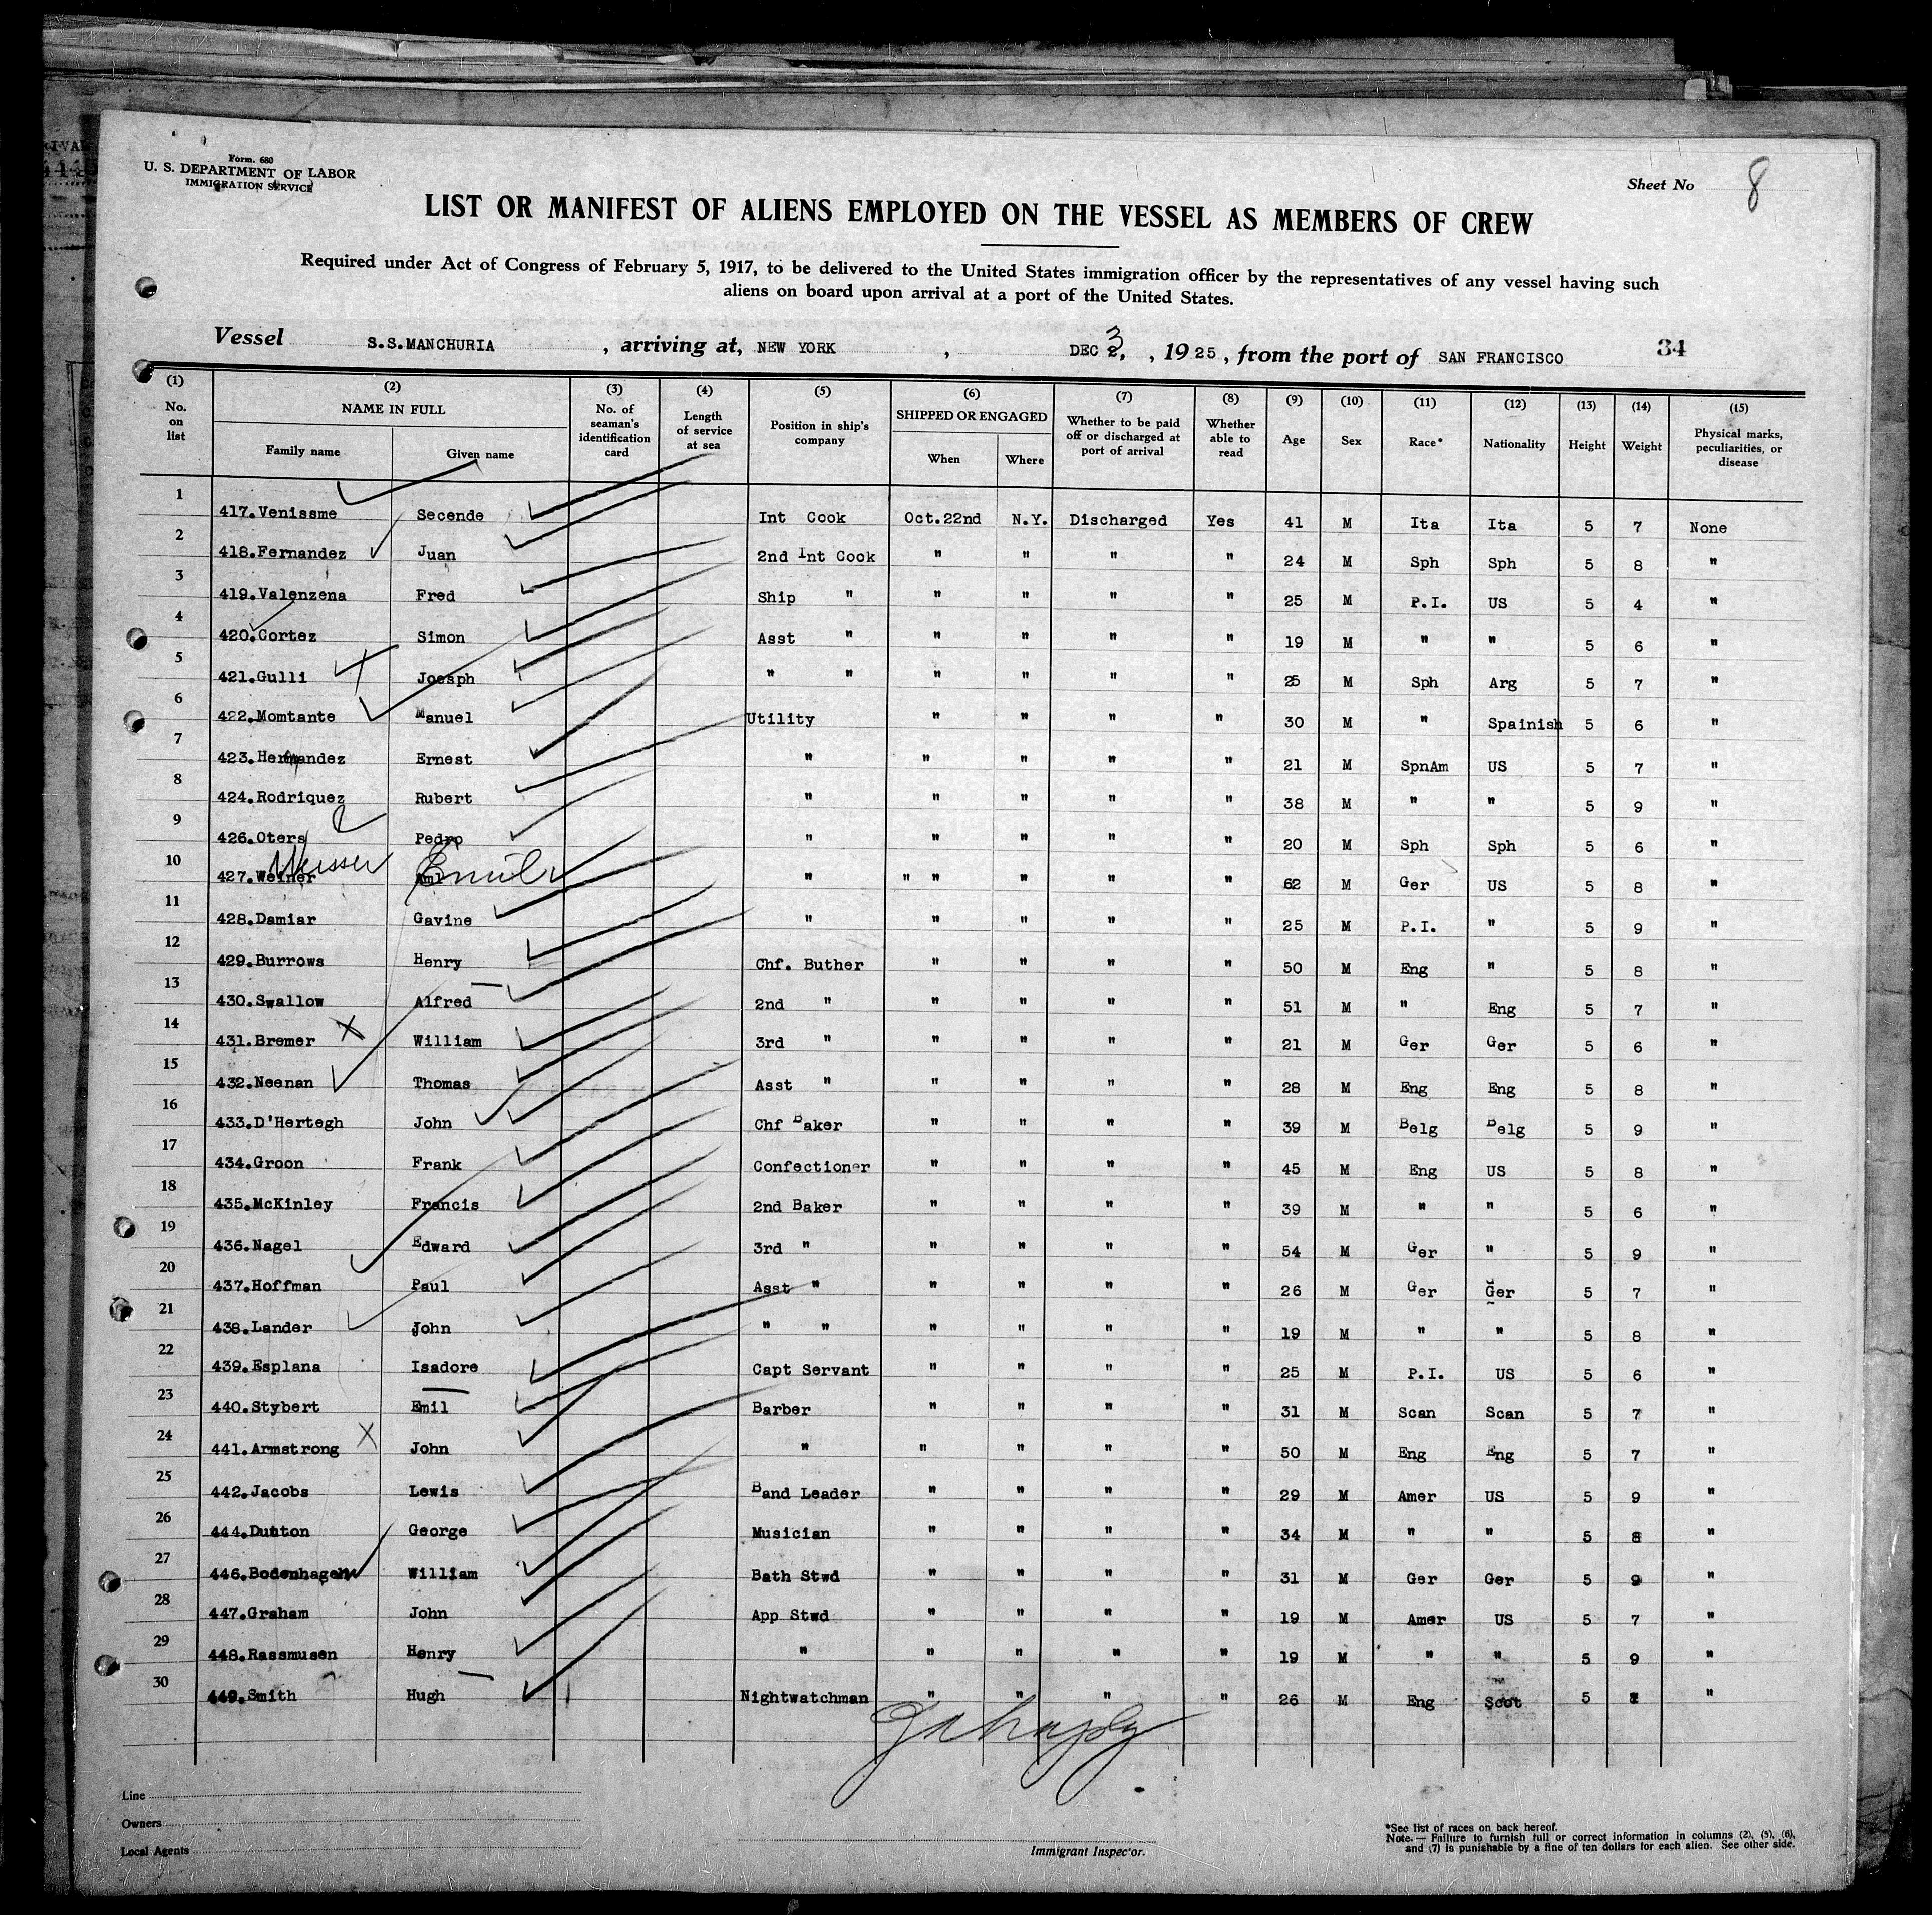 Form. 680
U. S. DEPARTMENT OF LABOR
IMMIGRATION SERVICE
Sheet No 8
LIST OR MANIFEST OF ALIENS EMPLOYED ON THE VESSEL AS MEMBERS OF CREW
Required under Act of Congress of February 5, 1917, to be delivered to the United States immigration officer by the representatives of any vessel having such
aliens on board upon arrival at a port of the United States.
Vessel S.S.MANCHURIA , arriving at, NEW YORK , DEC 3, , 1925, from the port of SAN FRANCISCO 34
(1) (2) (3) (4) (5) (6) (7) (8) (9) (10) (11) (12) (13) (14) (15)
No. on list NAME IN FULL Family name Given name No. of seaman's identification card Length of service at sea Position in ship's company SHIPPED OR ENGAGED When Where Whether to be paid off or discharged at port of arrival Whether able to read Age Sex Race* Nationality Height Weight Physical marks, peculiarities, or disease
1 417.Venissme Secende Int Cook Oct.22nd N.Y. Discharged Yes 41 M Ita Ita 5 7 None
2 418.Fernandez Juan 2nd Int Cook " " " " 24 M Sph Sph 5 8 "
3 419.Valenzena Fred Ship " " " " " 25 M P.I. US 5 4 "
4 420.Cortez Simon Asst " " " " " 19 M " " 5 6 "
5 421.Gulli Joesph " " " " " " 25 M Sph Arg 5 7 "
6 422.Momtante Manuel Utility " " " " 30 M " Spainish 5 6 "
7 423.Hernandez Ernest " " " " " 21 M SpnAm US 5 7 "
8 424.Rodriquez Rubert " " " " " 38 M " " 5 9 "
9 426.Oters Pedro " " " " " 20 M Sph Sph 5 6 "
10 427.Weiner Emil " " " " " " 62 M Ger US 5 8 "
11 428.Damiar Gavine " " " " " 25 M P.I. " 5 9 "
12 429.Burrows Henry Chf. Buther " " " " 50 M Eng " 5 8 "
13 430.Swallow Alfred 2nd " " " " " 51 M " Eng 5 7 "
14 431.Bremer William 3rd " " " " " 21 M Ger Ger 5 6 "
15 432.Neenan Thomas Asst " " " " " 28 M Eng Eng 5 8 "
16 433.D'Hertegh John Chf Baker " " " " 39 M Belg Belg 5 9 "
17 434.Groon Frank Confectioner " " " " 45 M Eng US 5 8 "
18 435.McKinley Francis 2nd Baker " " " " 39 M " " 5 6 "
19 436.Nagel Edward 3rd " " " " " 54 M Ger " 5 9 "
20 437.Hoffman Paul Asst " " " " " 26 M Ger Ger 5 7 "
21 438.Lander John " " " " " " 19 M " " 5 8 "
22 439.Esplana Isadore Capt Servant " " " " 25 M P.I. US 5 6 "
23 440.Stybert Emil Barber " " " " 31 M Scan Scan 5 7 "
24 441.Armstrong John " " " " " 50 M Eng Eng 5 7 "
25 442.Jacobs Lewis Band Leader " " " " 29 M Amer US 5 9 "
26 444.Dutton George Musician " " " " 34 M " " 5 8 "
27 446.Bodenhagen William Bath Stwd " " " " 31 M Ger Ger 5 9 "
28 447.Graham John App Stwd " " " " 19 M Amer US 5 7 "
29 448.Rassmusen Henry " " " " " 19 M " " 5 9 "
30 449.Smith Hugh Nightwatchman " " " " 26 M Eng Scot 5 "
Line
Owners
Local Agents
Immigrant Inspector.
*See list of races on back hereof.
Note.— Failure to furnish full or correct information in columns (2), (5), (6),
and (7) is punishable by a fine of ten dollars for each alien. See other side.